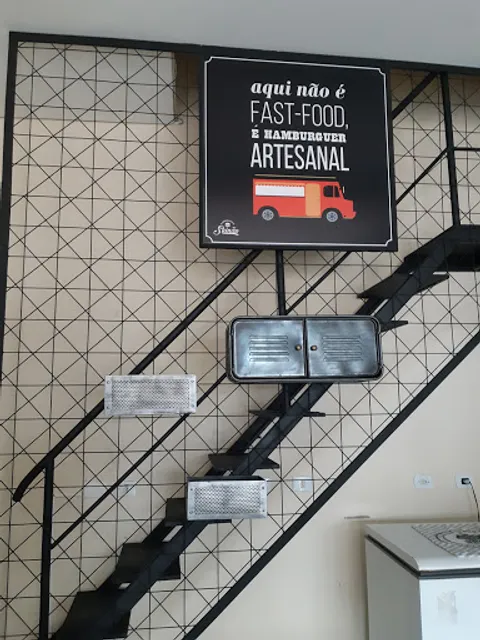 aqui não é
FAST-FOOD,
É HAMBURGUER
ARTESANAL